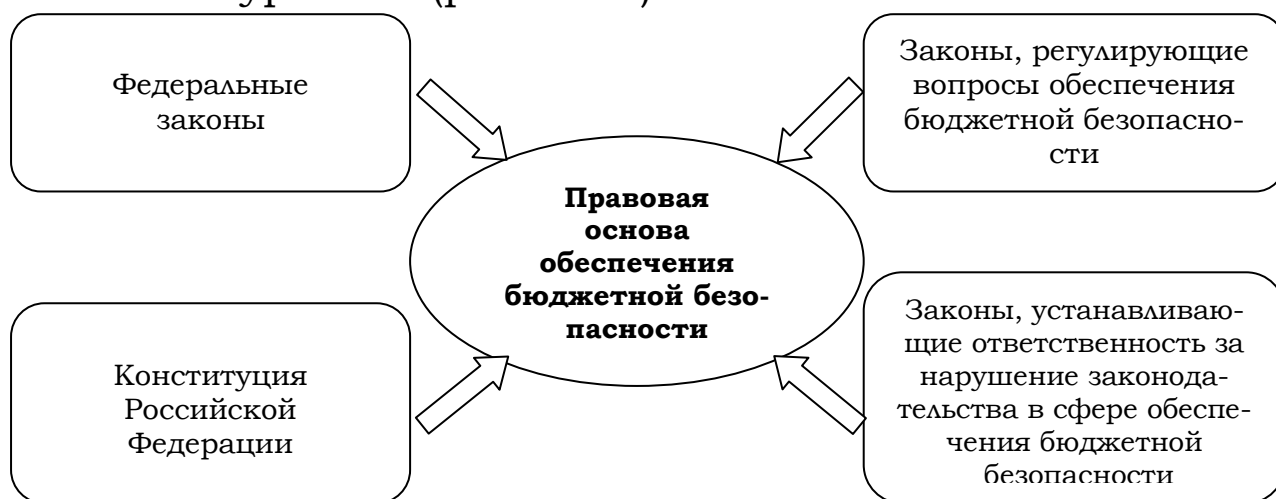 Федеральные
законы
Законы, регулирующие
вопросы обеспечения
бюджетной безопасно-
сти
Правовая
основа
обеспечения
бюджетной безо-
пасности
Конституция
Российской
Федерации
Законы, устанавливаю-
щие ответственность за
нарушение законода-
тельства в сфере обеспе-
чения бюджетной
безопасности